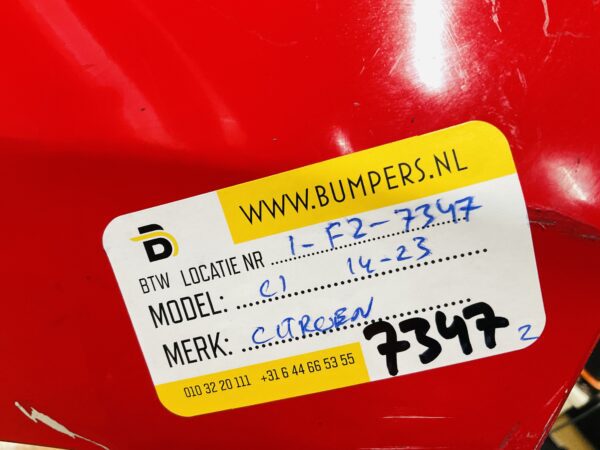 WWW.BUMPERS.NL
B
BTW LOCATIE NR 1-F2-7347
MODEL: C1 14-23
MERK: CITROEN
7347 2
010 32 20 111 +31 6 44 66 53 55